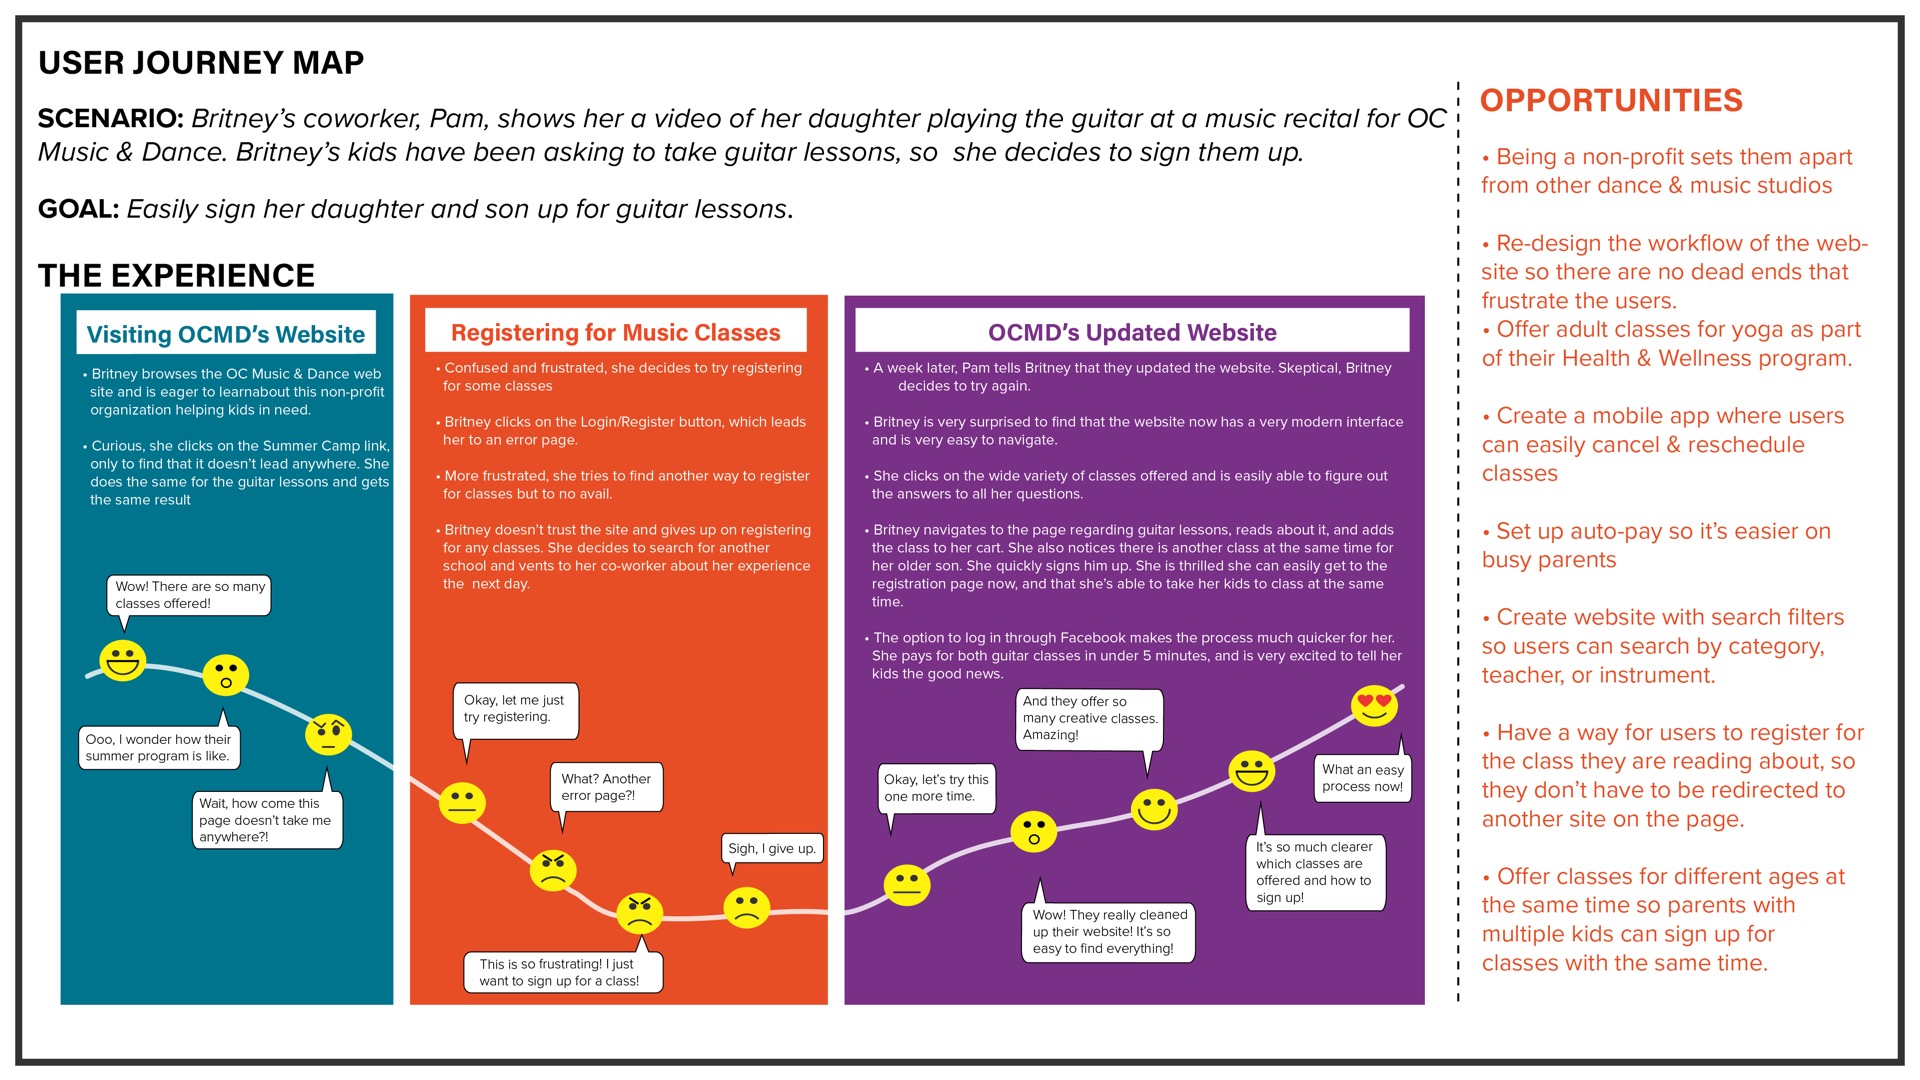 USER JOURNEY MAP
SCENARIO: Britney’s coworker, Pam, shows her a video of her daughter playing the guitar at a music recital for OC
Music & Dance. Britney’s kids have been asking to take guitar lessons, so  she decides to sign them up.
GOAL: Easily sign her daughter and son up for guitar lessons.
THE EXPERIENCE
Visiting OCMD’s Website
• Britney browses the OC Music & Dance web
site and is eager to learnabout this non-profit
organization helping kids in need.
• Curious, she clicks on the Summer Camp link,
only to find that it doesn’t lead anywhere. She
does the same for the guitar lessons and gets
the same result
Wow! There are so many
classes offered!
Ooo, I wonder how their
summer program is like.
Wait, how come this
page doesn’t take me
anywhere?!
Registering for Music Classes
• Confused and frustrated, she decides to try registering
for some classes
• Britney clicks on the Login/Register button, which leads
her to an error page.
• More frustrated, she tries to find another way to register
for classes but to no avail.
• Britney doesn’t trust the site and gives up on registering
for any classes. She decides to search for another
school and vents to her co-worker about her experience
the  next day.
Okay, let me just
try registering.
What? Another
error page?!
Sigh, I give up.
This is so frustrating! I just
want to sign up for a class!
OCMD’s Updated Website
• A week later, Pam tells Britney that they updated the website. Skeptical, Britney
decides to try again.
• Britney is very surprised to find that the website now has a very modern interface
and is very easy to navigate.
• She clicks on the wide variety of classes offered and is easily able to figure out
the answers to all her questions.
• Britney navigates to the page regarding guitar lessons, reads about it, and adds
the class to her cart. She also notices there is another class at the same time for
her older son. She quickly signs him up. She is thrilled she can easily get to the
registration page now, and that she’s able to take her kids to class at the same
time.
• The option to log in through Facebook makes the process much quicker for her.
She pays for both guitar classes in under 5 minutes, and is very excited to tell her
kids the good news.
And they offer so
many creative classes.
Amazing!
Okay, let’s try this
one more time.
What an easy
process now!
It’s so much clearer
which classes are
offered and how to
sign up!
Wow! They really cleaned
up their website! It’s so
easy to find everything!
OPPORTUNITIES
• Being a non-profit sets them apart
from other dance & music studios
• Re-design the workflow of the web-
site so there are no dead ends that
frustrate the users.
• Offer adult classes for yoga as part
of their Health & Wellness program.
• Create a mobile app where users
can easily cancel & reschedule
classes
• Set up auto-pay so it’s easier on
busy parents
• Create website with search filters
so users can search by category,
teacher, or instrument.
• Have a way for users to register for
the class they are reading about, so
they don’t have to be redirected to
another site on the page.
• Offer classes for different ages at
the same time so parents with
multiple kids can sign up for
classes with the same time.